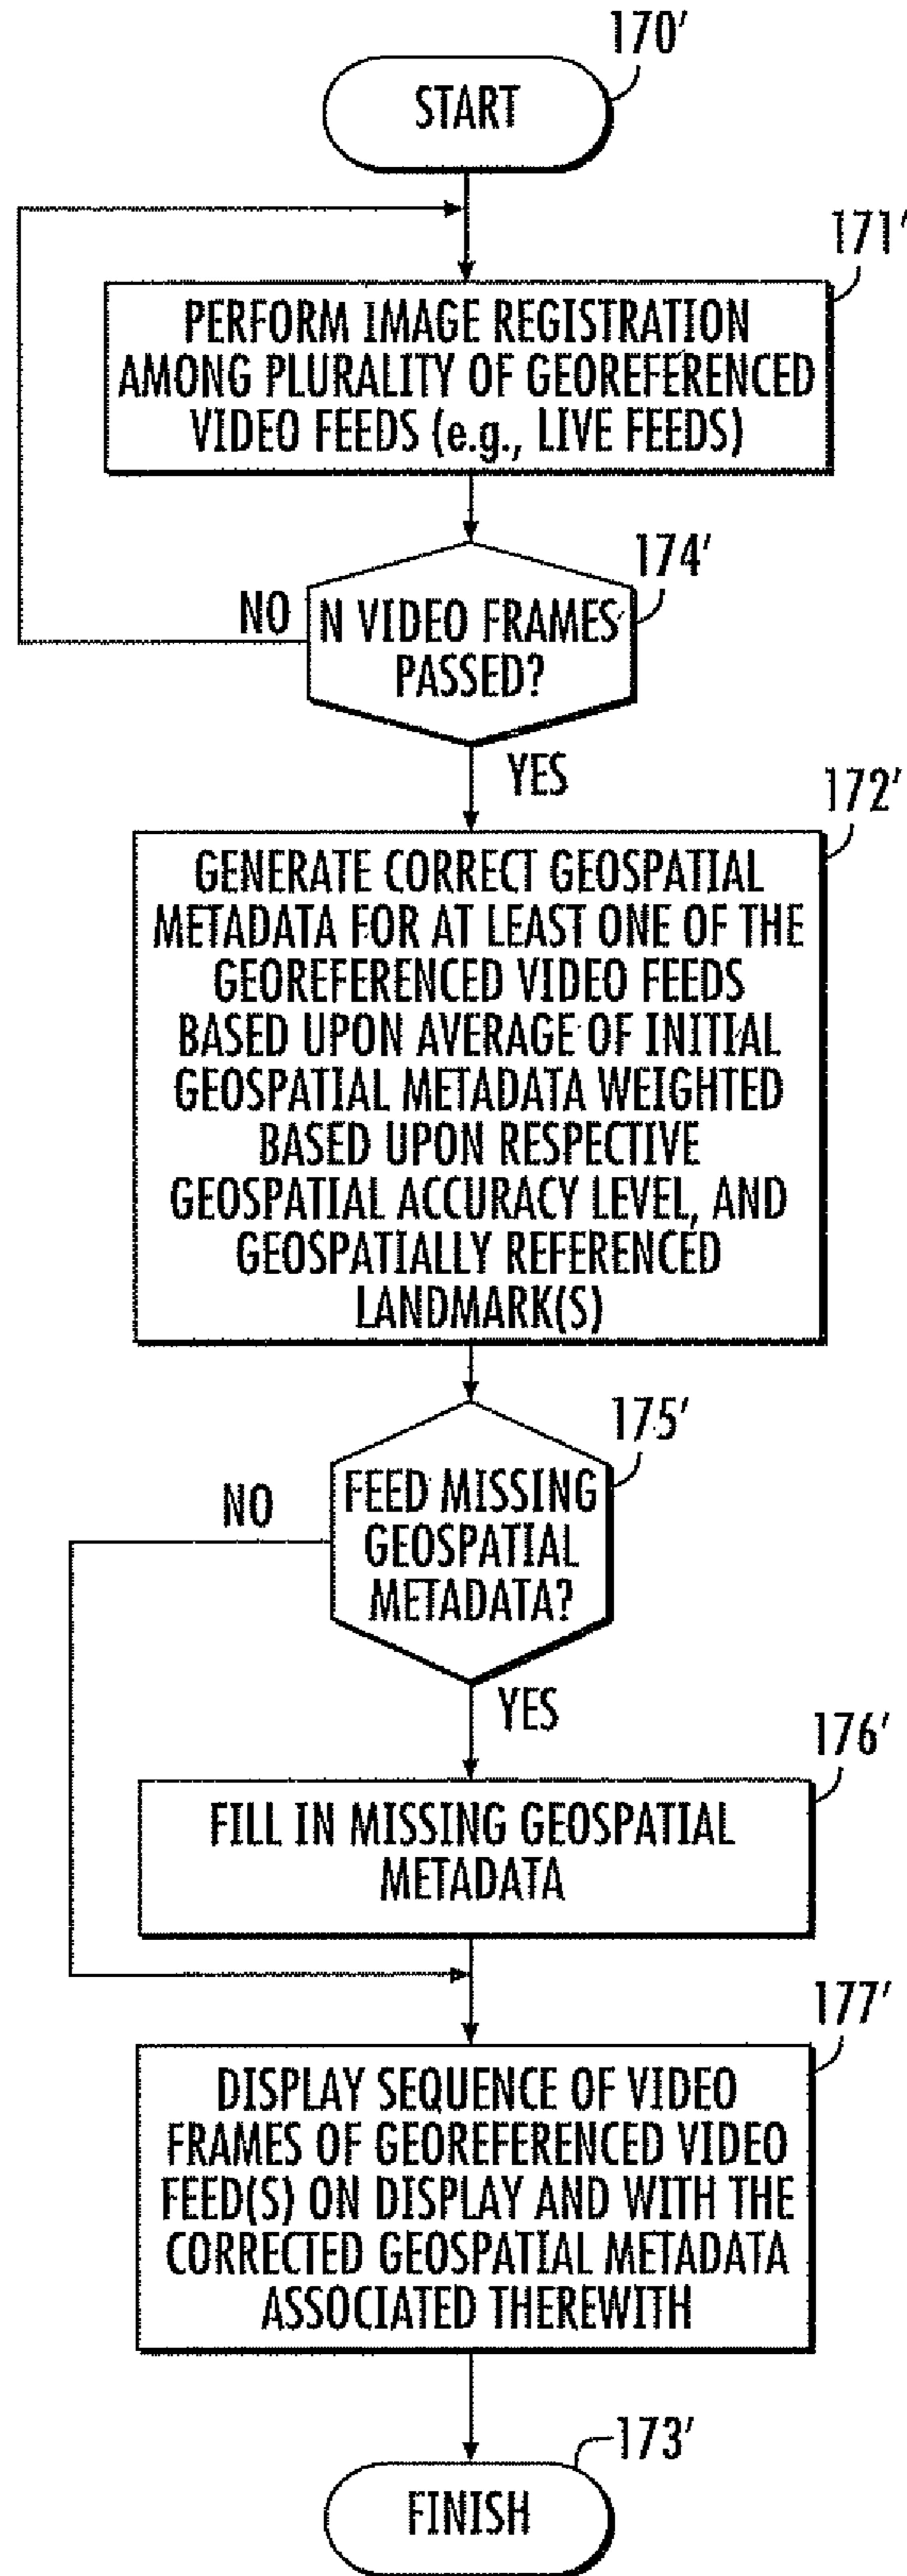 170'
START
171'
PERFORM IMAGE REGISTRATION
AMONG PLURALITY OF GEOREFERENCED
VIDEO FEEDS (e.g., LIVE FEEDS)
174'
NO
N VIDEO FRAMES
PASSED?
YES
172'
GENERATE CORRECT GEOSPATIAL
METADATA FOR AT LEAST ONE OF THE
GEOREFERENCED VIDEO FEEDS
BASED UPON AVERAGE OF INITIAL
GEOSPATIAL METADATA WEIGHTED
BASED UPON RESPECTIVE
GEOSPATIAL ACCURACY LEVEL, AND
GEOSPATIALLY REFERENCED
LANDMARK(S)
175'
NO
FEED MISSING
GEOSPATIAL
METADATA?
YES
176'
FILL IN MISSING GEOSPATIAL
METADATA
177'
DISPLAY SEQUENCE OF VIDEO
FRAMES OF GEOREFERENCED VIDEO
FEED(S) ON DISPLAY AND WITH THE
CORRECTED GEOSPATIAL METADATA
ASSOCIATED THEREWITH
173'
FINISH